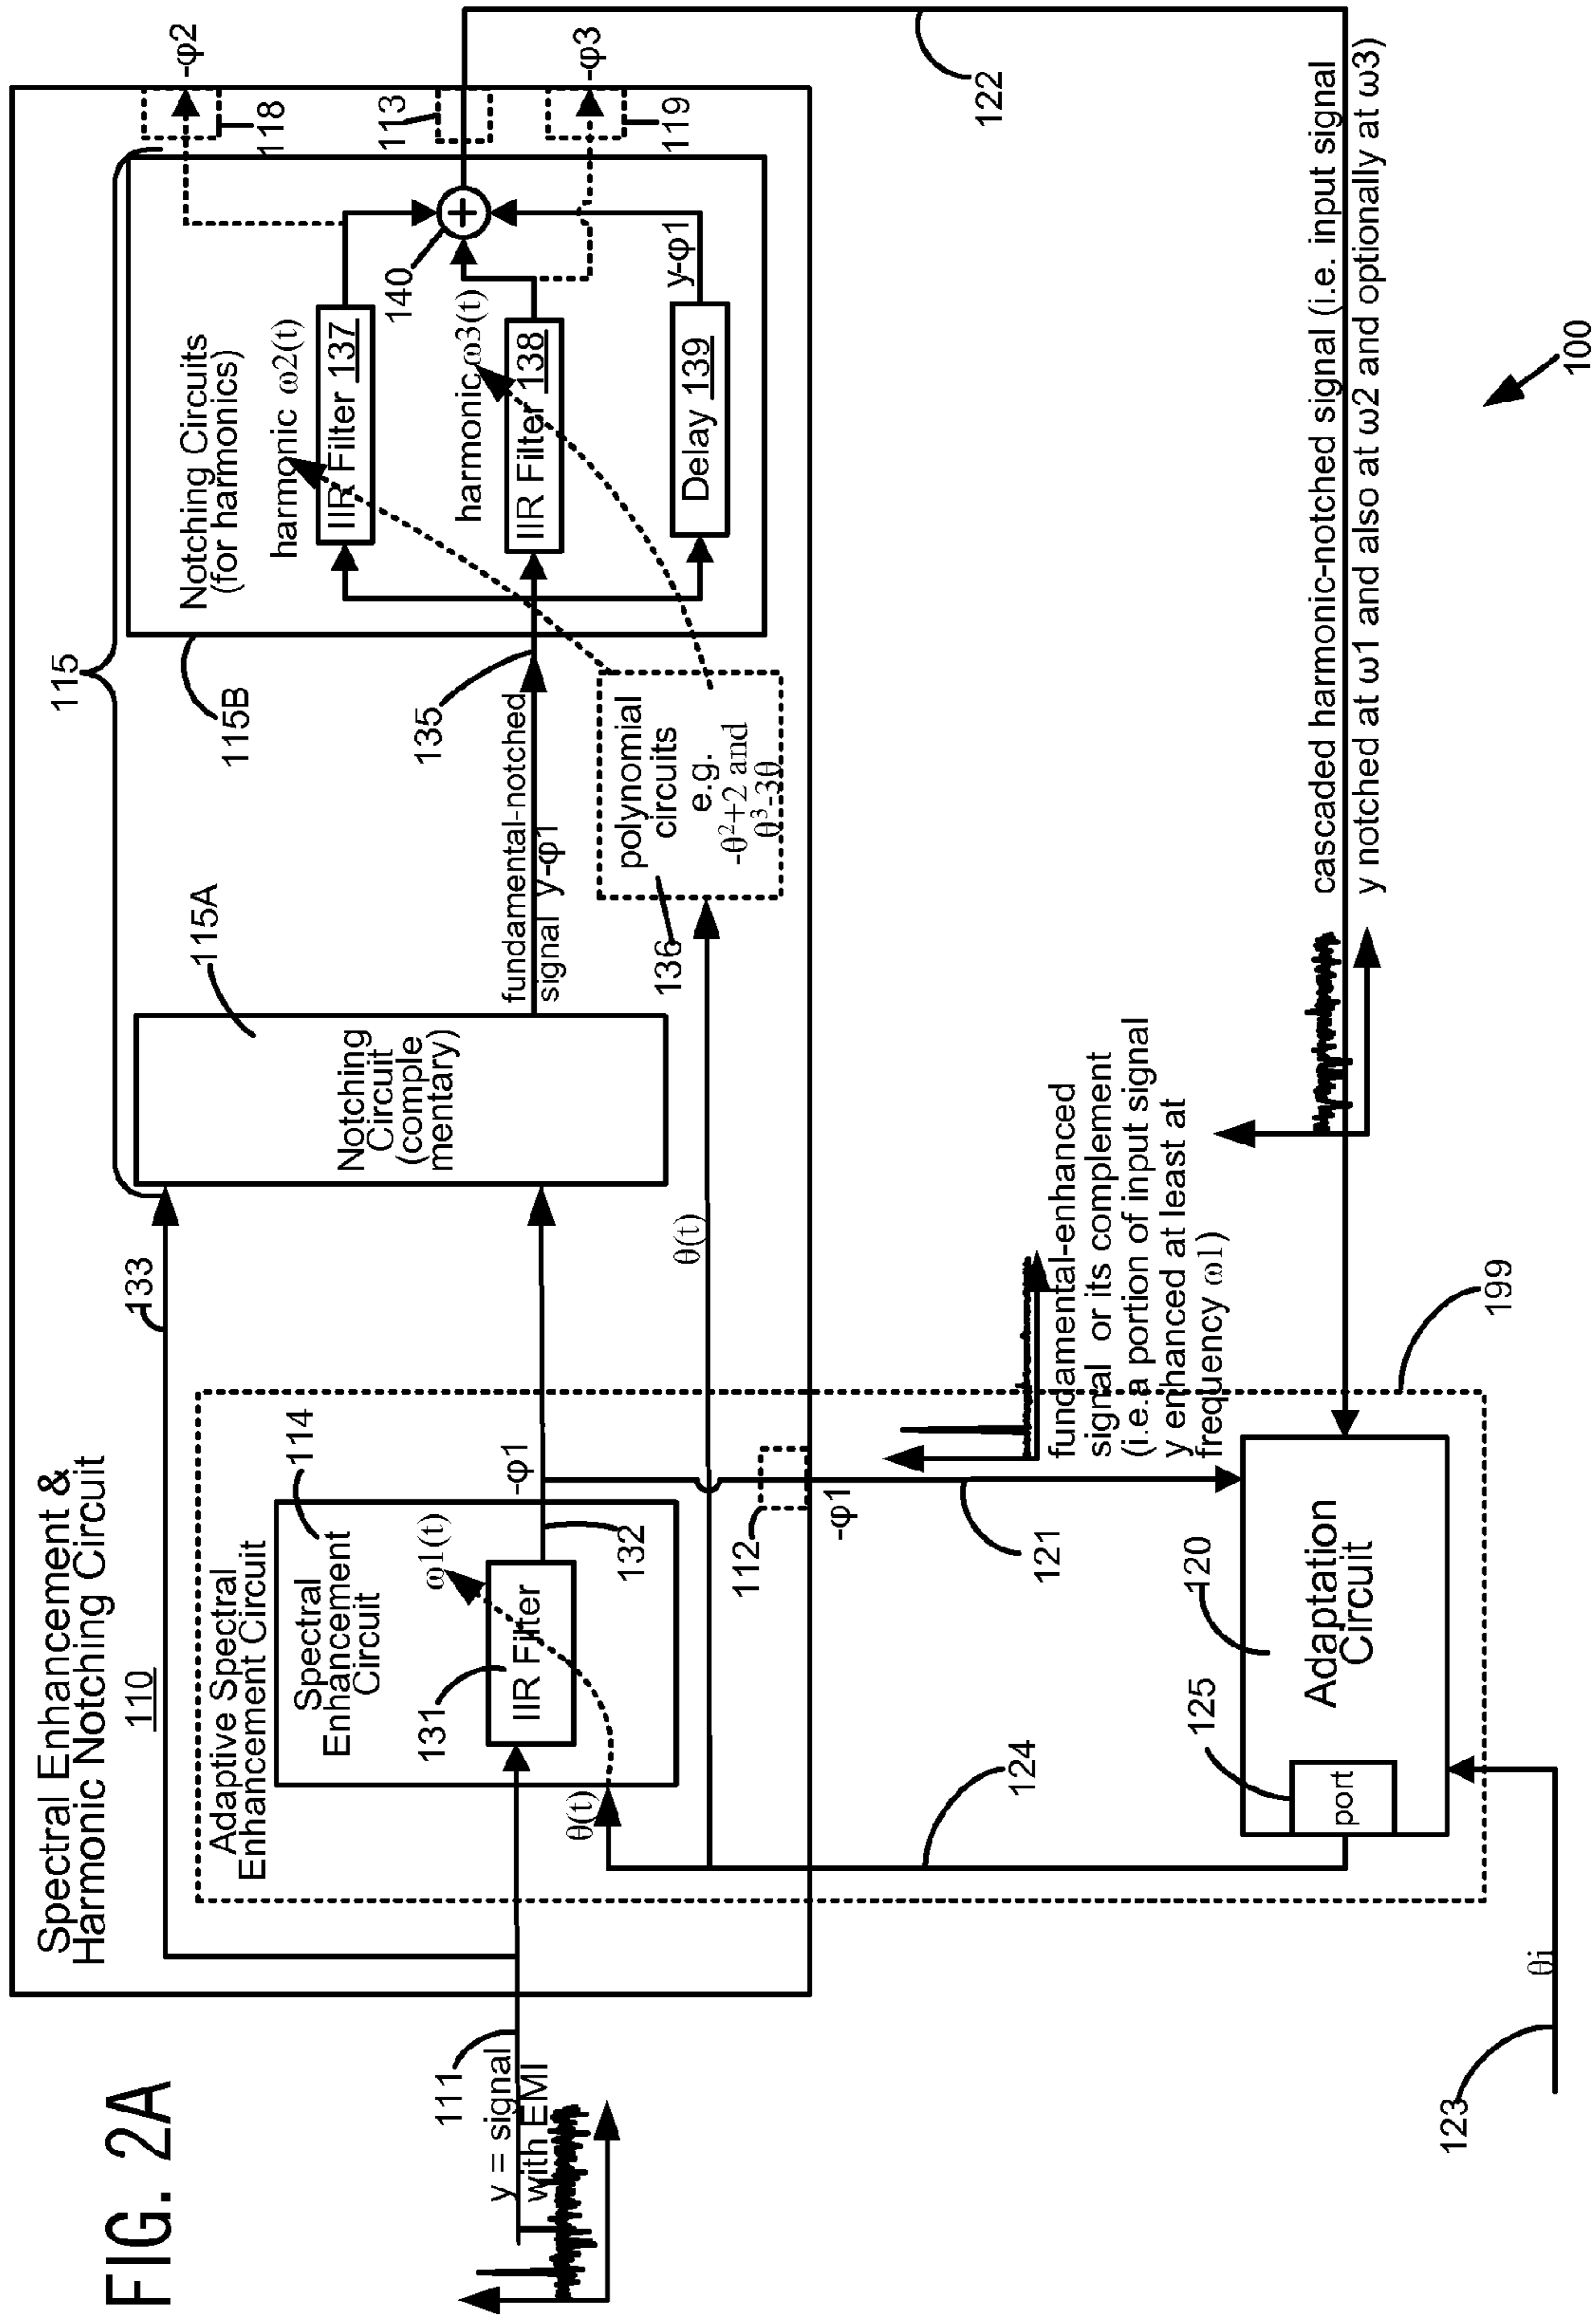 FIG. 2A
Spectral Enhancement &
Harmonic Notching Circuit
110
133
115
115A
115B
Adaptive Spectral
Enhancement Circuit
114
Spectral
Enhancement
Circuit
ω1(t)
131
IIR Filter
132
-φ1
θ(t)
111
y = signal
with EMI
Notching
Circuit
(comple
mentary)
fundamental-notched
signal y-φ1
135
θ(t)
136
polynomial
circuits
e.g.
-θ²+2 and
θ³-3θ
Notching Circuits
(for harmonics)
harmonic ω2(t)
IIR Filter 137
harmonic ω3(t)
IIR Filter 138
Delay 139
y-φ1
140
+
-φ2
118
113
-φ3
119
122
112
-φ1
121
fundamental-enhanced
signal or its complement
(i.e.a portion of input signal
y enhanced at least at
frequency ω1)
cascaded harmonic-notched signal (i.e. input signal
y notched at ω1 and also at ω2 and optionally at ω3)
199
124
125
port
120
Adaptation
Circuit
θi
123
100